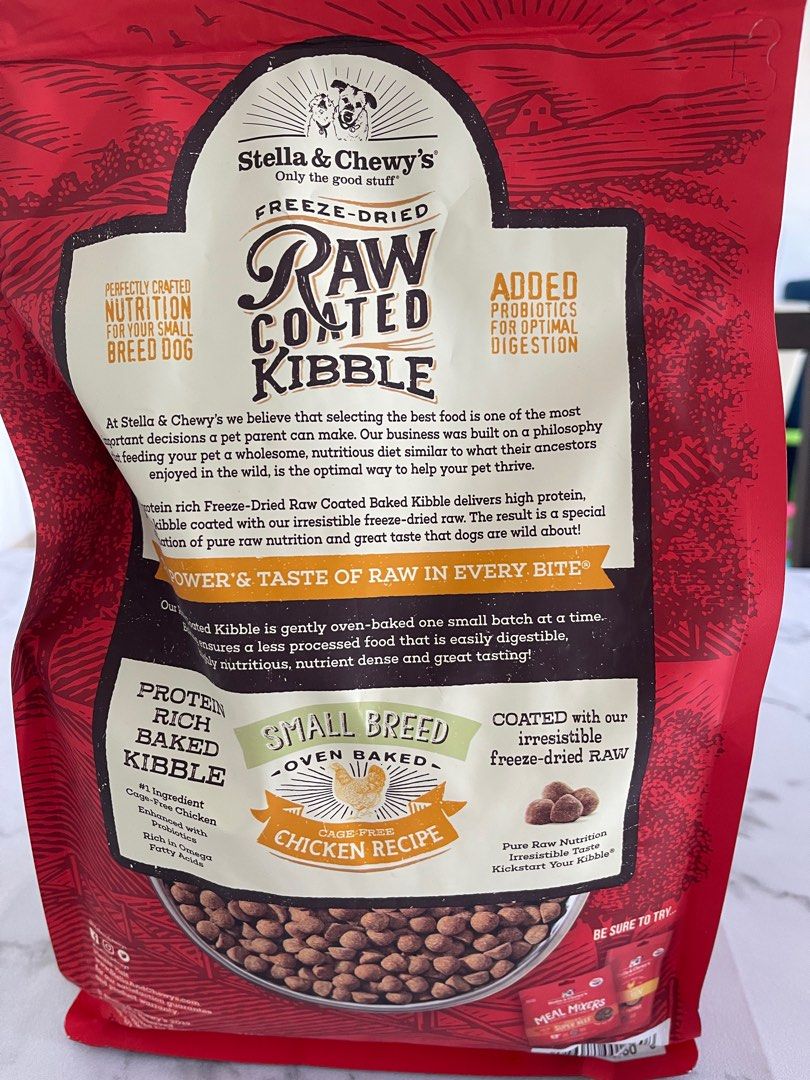 Stella & Chewy's®
Only the good stuff®
FREEZE-DRIED
RAW
COATED
KIBBLE
PERFECTLY CRAFTED
NUTRITION
FOR YOUR SMALL
BREED DOG
ADDED
PROBIOTICS
FOR OPTIMAL
DIGESTION
At Stella & Chewy's we believe that selecting the best food is one of the most
decisions a pet parent can make. Our business was built on a philosophy
feeding your pet a wholesome, nutritious diet similar to what their ancestors
enjoyed in the wild, is the optimal way to help your pet thrive.
rich Freeze-Dried Raw Coated Baked Kibble delivers high protein,
kibble coated with our irresistible freeze-dried raw. The result is a special
of pure raw nutrition and great taste that dogs are wild about!
POWER & TASTE OF RAW IN EVERY BITE®
Our
Kibble is gently oven-baked one small batch at a time.
ensures a less processed food that is easily digestible,
nutritious, nutrient dense and great tasting!
PROTEIN
RICH
BAKED
KIBBLE
#1 Ingredient
Cage-Free Chicken
Enhanced with
Probiotics
Rich in Omega
Fatty Acids
SMALL BREED
OVEN BAKED
CAGE-FREE
CHICKEN RECIPE
COATED with our
irresistible
freeze-dried RAW
Pure Raw Nutrition
Irresistible Taste
Kickstart Your Kibble®
BE SURE TO TRY...
MEAL MIXERS
SUPER BEEF
satisfaction guarantee
product warranty.